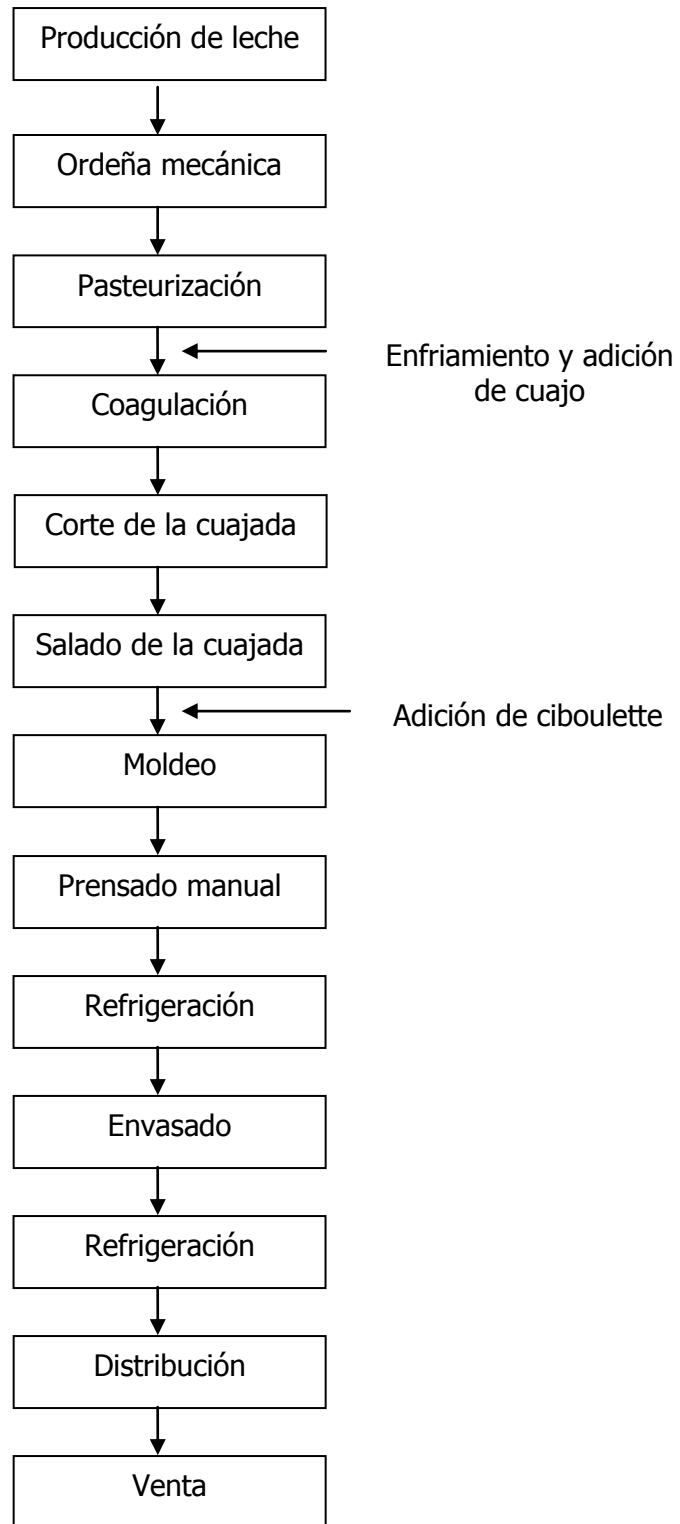 Producción de leche
Ordeña mecánica
Pasteurización
Enfriamiento y adición
de cuajo
Coagulación
Corte de la cuajada
Salado de la cuajada
Adición de ciboulette
Moldeo
Prensado manual
Refrigeración
Envasado
Refrigeración
Distribución
Venta